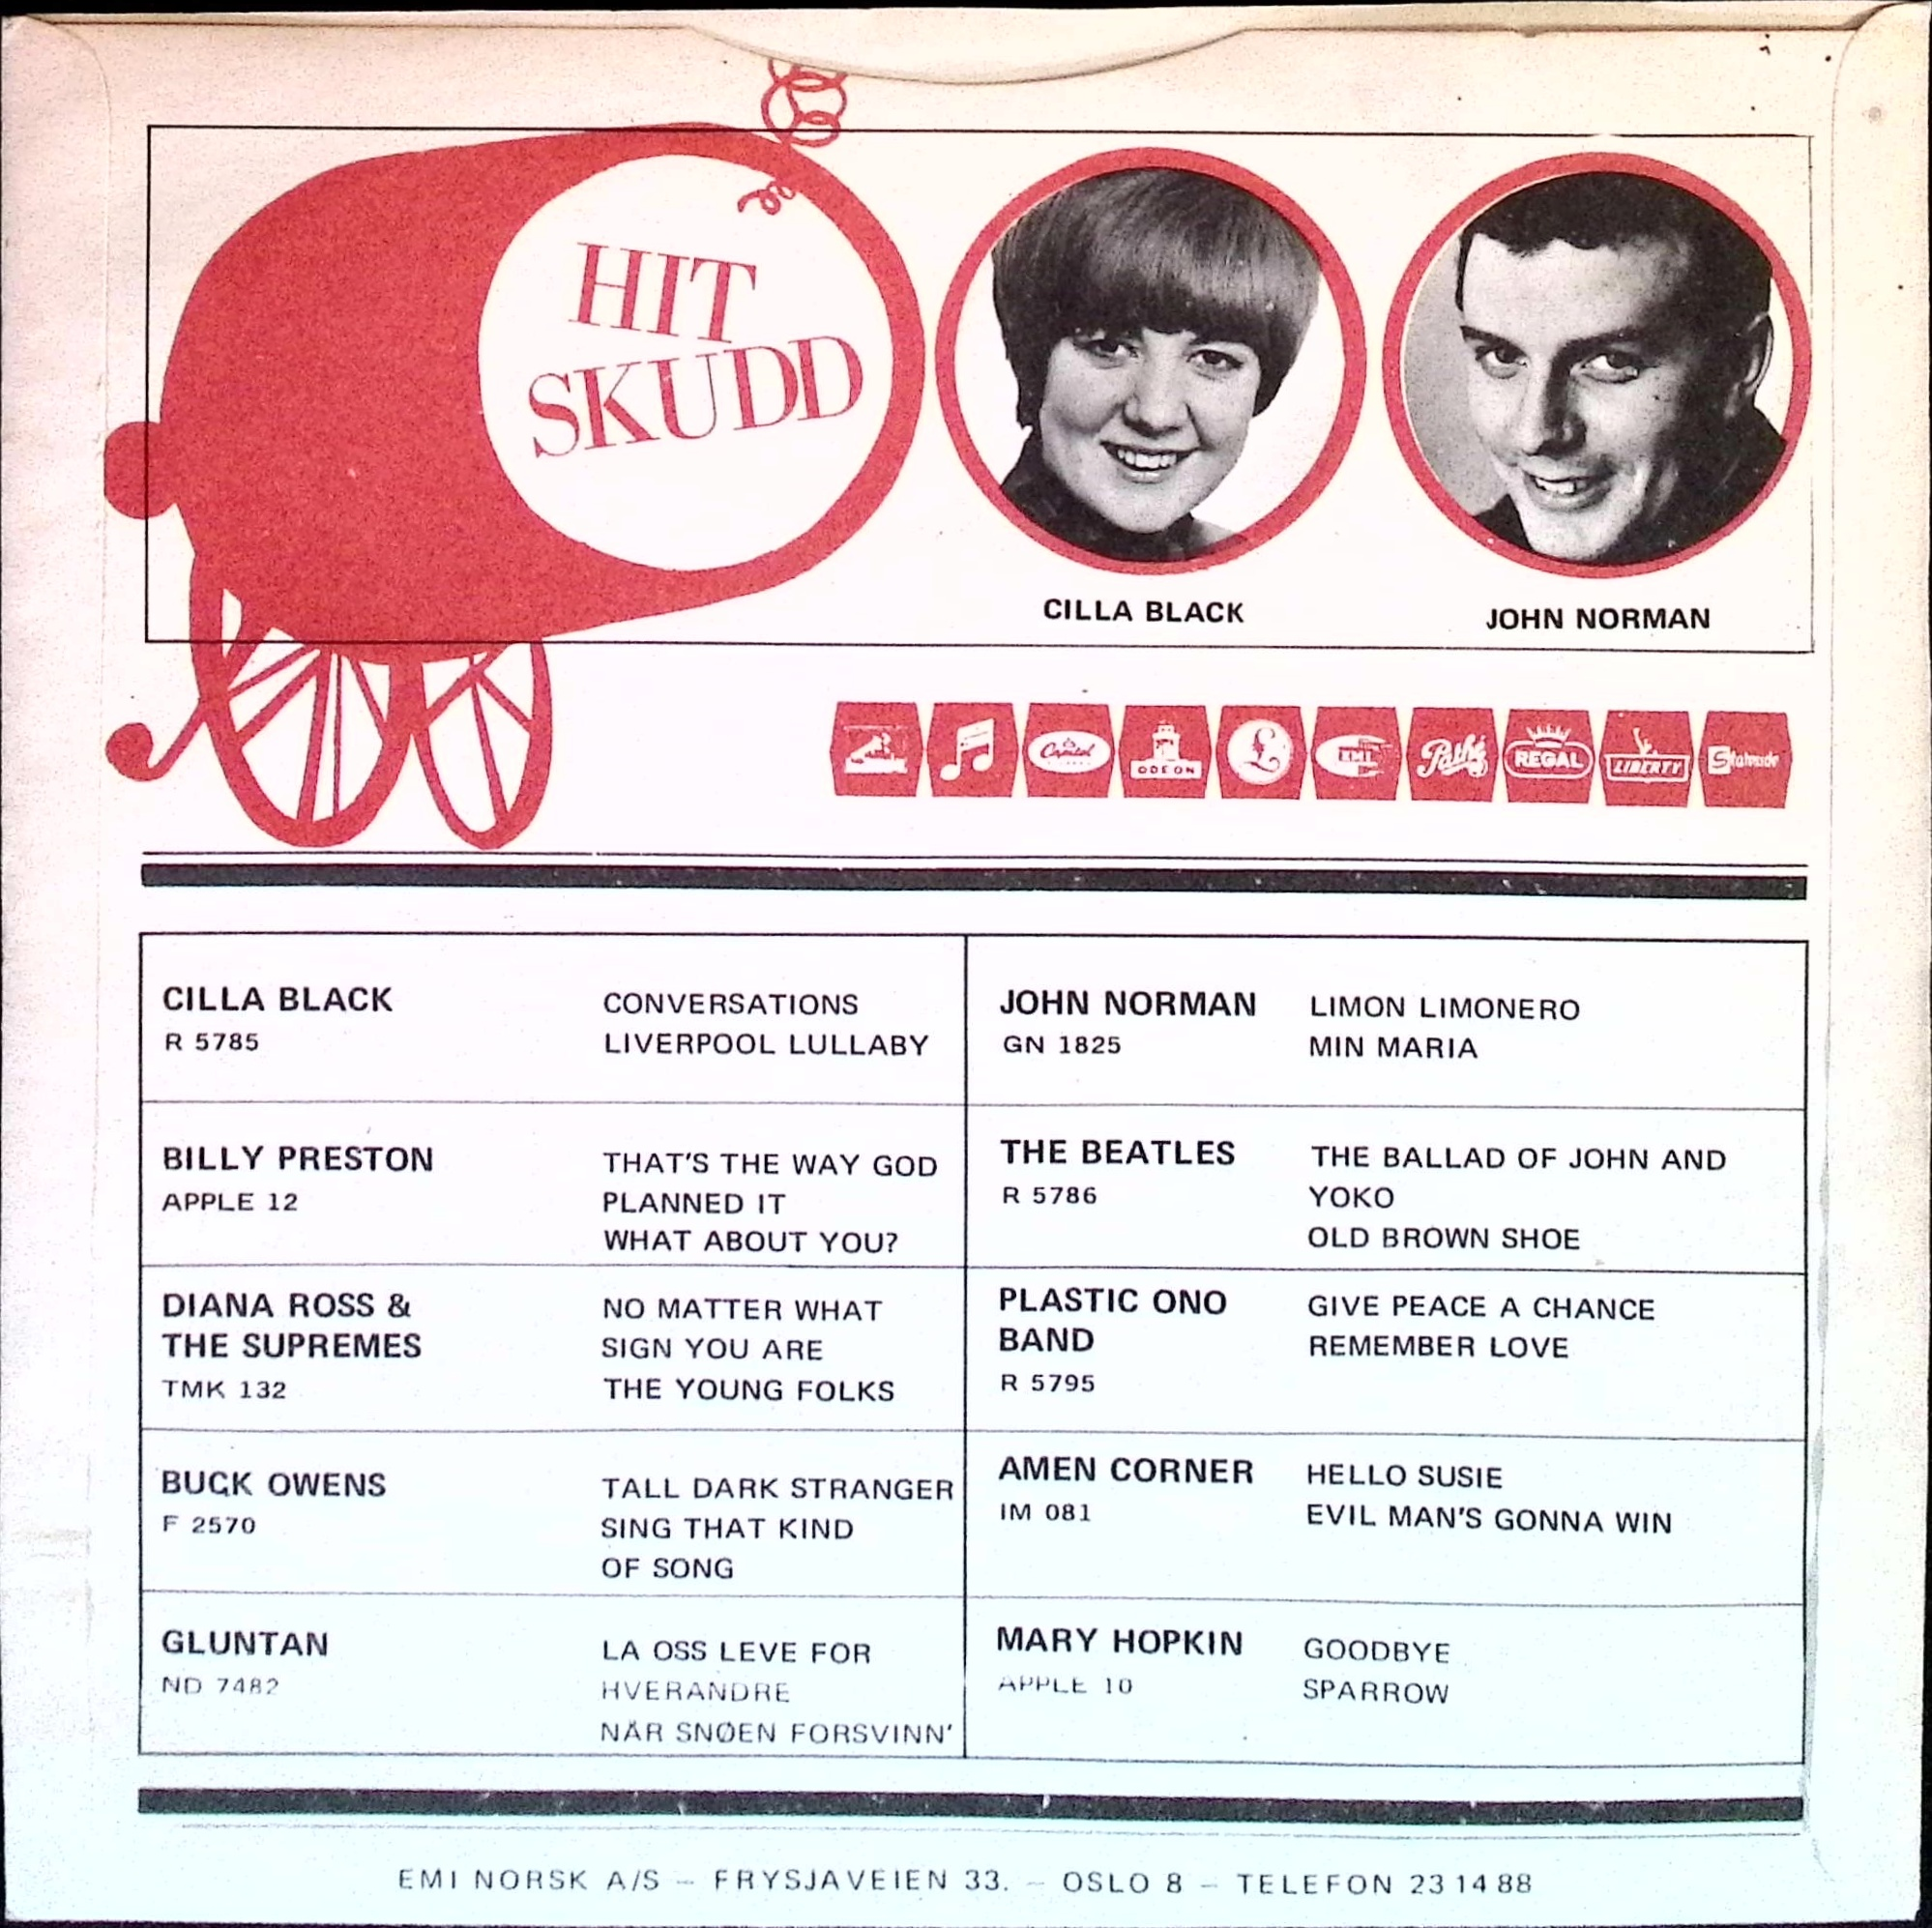 HIT
SKUDD
CILLA BLACK
JOHN NORMAN
Capitol
ODEON
£
EMI
Pathé
REGAL
LIBERTY
Stateside
CILLA BLACK
R 5785
CONVERSATIONS
LIVERPOOL LULLABY
JOHN NORMAN
GN 1825
LIMON LIMONERO
MIN MARIA
BILLY PRESTON
APPLE 12
THAT'S THE WAY GOD
PLANNED IT
WHAT ABOUT YOU?
THE BEATLES
R 5786
THE BALLAD OF JOHN AND
YOKO
OLD BROWN SHOE
DIANA ROSS &
THE SUPREMES
TMK 132
NO MATTER WHAT
SIGN YOU ARE
THE YOUNG FOLKS
PLASTIC ONO
BAND
R 5795
GIVE PEACE A CHANCE
REMEMBER LOVE
BUCK OWENS
F 2570
TALL DARK STRANGER
SING THAT KIND
OF SONG
AMEN CORNER
IM 081
HELLO SUSIE
EVIL MAN'S GONNA WIN
GLUNTAN
ND 7482
LA OSS LEVE FOR
HVERANDRE
NÄR SNØEN FORSVINN'
MARY HOPKIN
APPLE 10
GOODBYE
SPARROW
EMI NORSK A/S – FRYSJAVEIEN 33. – OSLO 8 – TELEFON 23 14 88